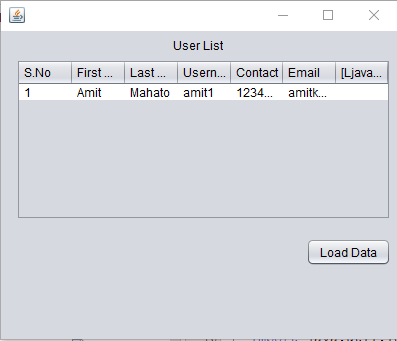 User List
S.No First ... Last ... Usern... Contact Email [Ljava...
1 Amit Mahato amit1 1234... amitk...
Load Data